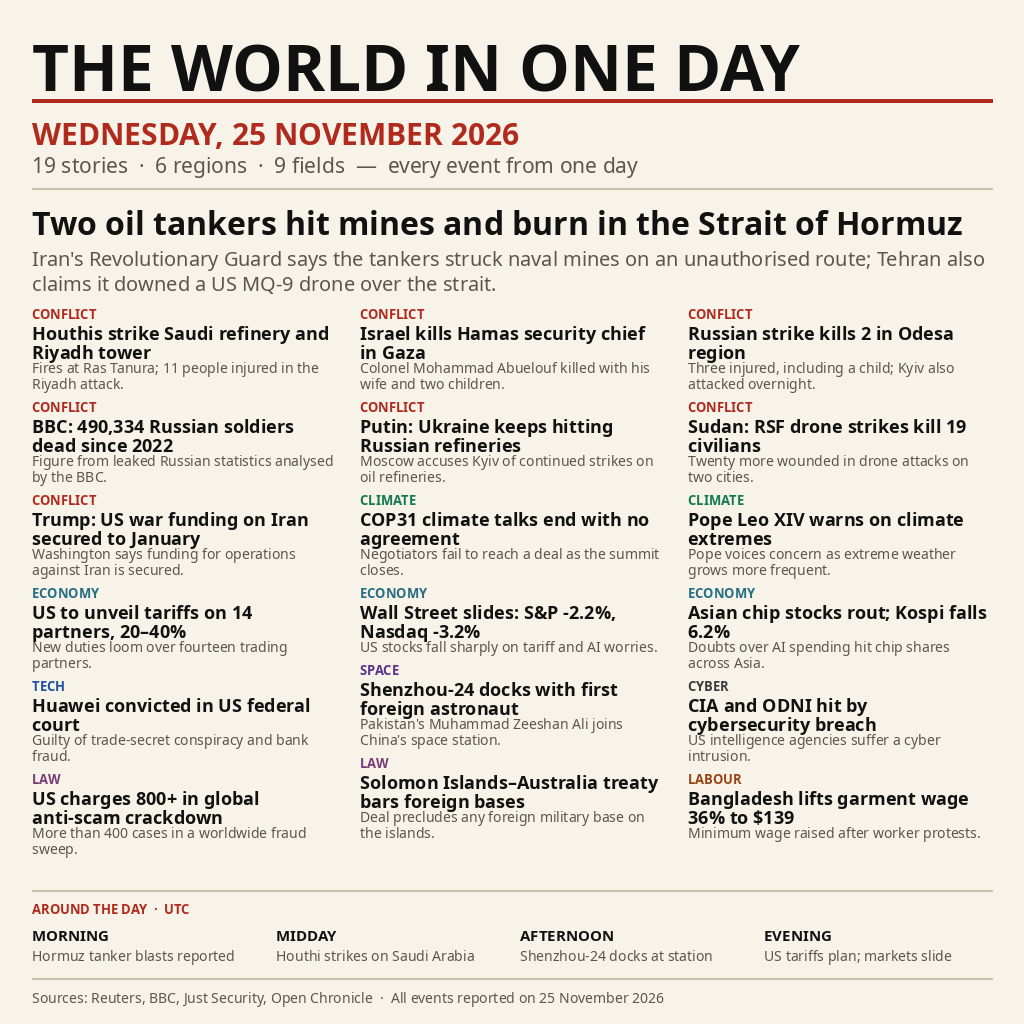 THE WORLD IN ONE DAY
WEDNESDAY, 25 NOVEMBER 2026
19 stories · 6 regions · 9 fields — every event from one day
Two oil tankers hit mines and burn in the Strait of Hormuz
Iran's Revolutionary Guard says the tankers struck naval mines on an unauthorised route; Tehran also
claims it downed a US MQ-9 drone over the strait.
CONFLICT
Houthis strike Saudi refinery and
Riyadh tower
Fires at Ras Tanura; 11 people injured in the
Riyadh attack.
CONFLICT
Israel kills Hamas security chief
in Gaza
Colonel Mohammad Abuelouf killed with his
wife and two children.
CONFLICT
Russian strike kills 2 in Odesa
region
Three injured, including a child; Kyiv also
attacked overnight.
CONFLICT
BBC: 490,334 Russian soldiers
dead since 2022
Figure from leaked Russian statistics analysed
by the BBC.
CONFLICT
Putin: Ukraine keeps hitting
Russian refineries
Moscow accuses Kyiv of continued strikes on
oil refineries.
CONFLICT
Sudan: RSF drone strikes kill 19
civilians
Twenty more wounded in drone attacks on
two cities.
CONFLICT
Trump: US war funding on Iran
secured to January
Washington says funding for operations
against Iran is secured.
CLIMATE
COP31 climate talks end with no
agreement
Negotiators fail to reach a deal as the summit
closes.
CLIMATE
Pope Leo XIV warns on climate
extremes
Pope voices concern as extreme weather
grows more frequent.
ECONOMY
US to unveil tariffs on 14
partners, 20–40%
New duties loom over fourteen trading
partners.
ECONOMY
Wall Street slides: S&P -2.2%,
Nasdaq -3.2%
US stocks fall sharply on tariff and AI worries.
ECONOMY
Asian chip stocks rout; Kospi falls
6.2%
Doubts over AI spending hit chip shares
across Asia.
TECH
Huawei convicted in US federal
court
Guilty of trade-secret conspiracy and bank
fraud.
SPACE
Shenzhou-24 docks with first
foreign astronaut
Pakistan's Muhammad Zeeshan Ali joins
China's space station.
CYBER
CIA and ODNI hit by
cybersecurity breach
US intelligence agencies suffer a cyber
intrusion.
LAW
US charges 800+ in global
anti-scam crackdown
More than 400 cases in a worldwide fraud
sweep.
LAW
Solomon Islands–Australia treaty
bars foreign bases
Deal precludes any foreign military base on
the islands.
LABOUR
Bangladesh lifts garment wage
36% to $139
Minimum wage raised after worker protests.
AROUND THE DAY · UTC
MORNING
Hormuz tanker blasts reported
MIDDAY
Houthi strikes on Saudi Arabia
AFTERNOON
Shenzhou-24 docks at station
EVENING
US tariffs plan; markets slide
Sources: Reuters, BBC, Just Security, Open Chronicle · All events reported on 25 November 2026